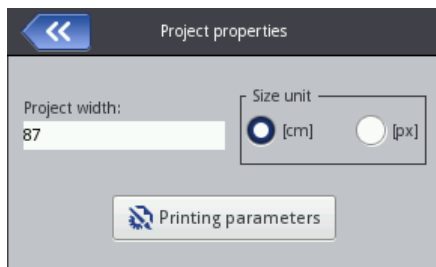 Project properties
Project width:
87
Size unit
[cm]
[px]
Printing parameters